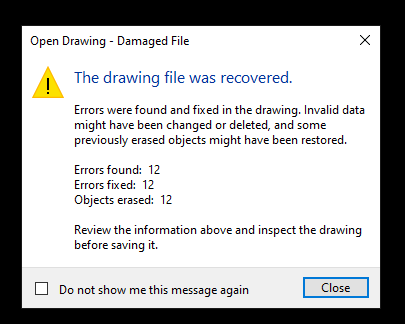 Open Drawing - Damaged File
The drawing file was recovered.
Errors were found and fixed in the drawing. Invalid data
might have been changed or deleted, and some
previously erased objects might have been restored.
Errors found: 12
Errors fixed: 12
Objects erased: 12
Review the information above and inspect the drawing
before saving it.
Do not show me this message again
Close